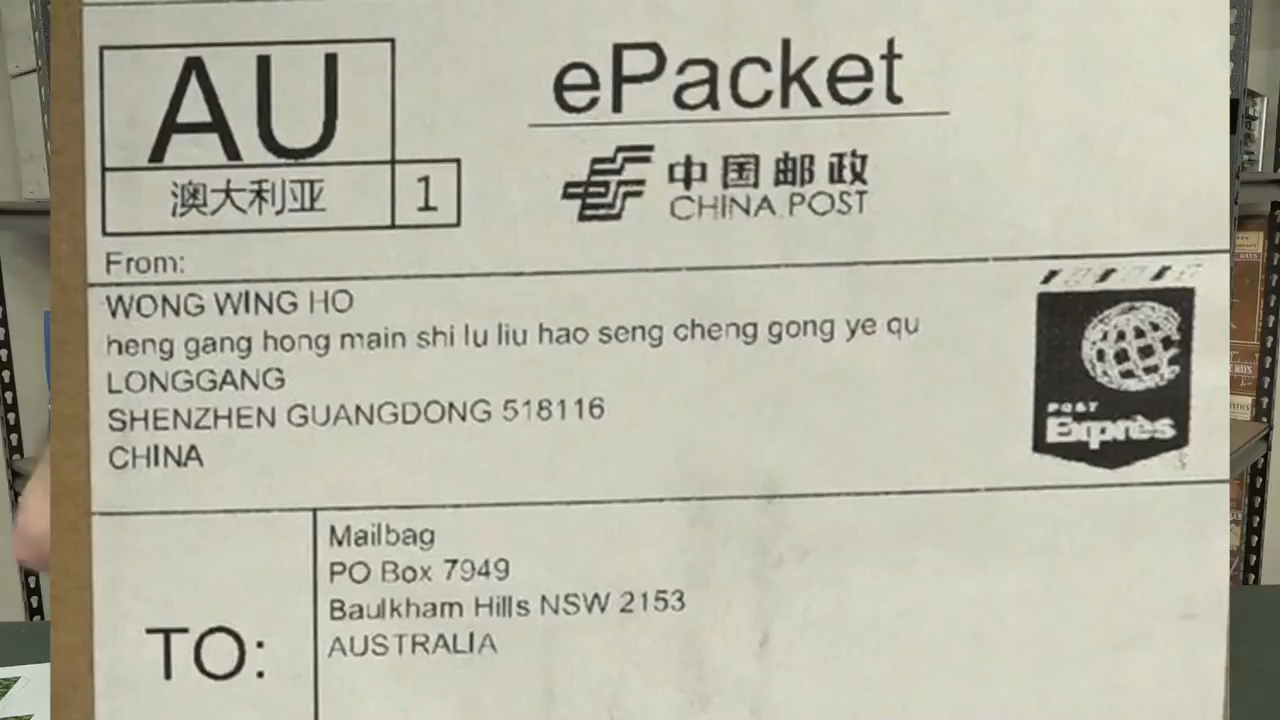 AU
ePacket
澳大利亚 1
中国邮政
CHINA POST
From:
WONG WING HO
heng gang hong main shi lu liu hao seng cheng gong ye qu
LONGGANG
SHENZHEN GUANGDONG 518116
CHINA
POST
Exprès
TO:
Mailbag
PO Box 7949
Baulkham Hills NSW 2153
AUSTRALIA